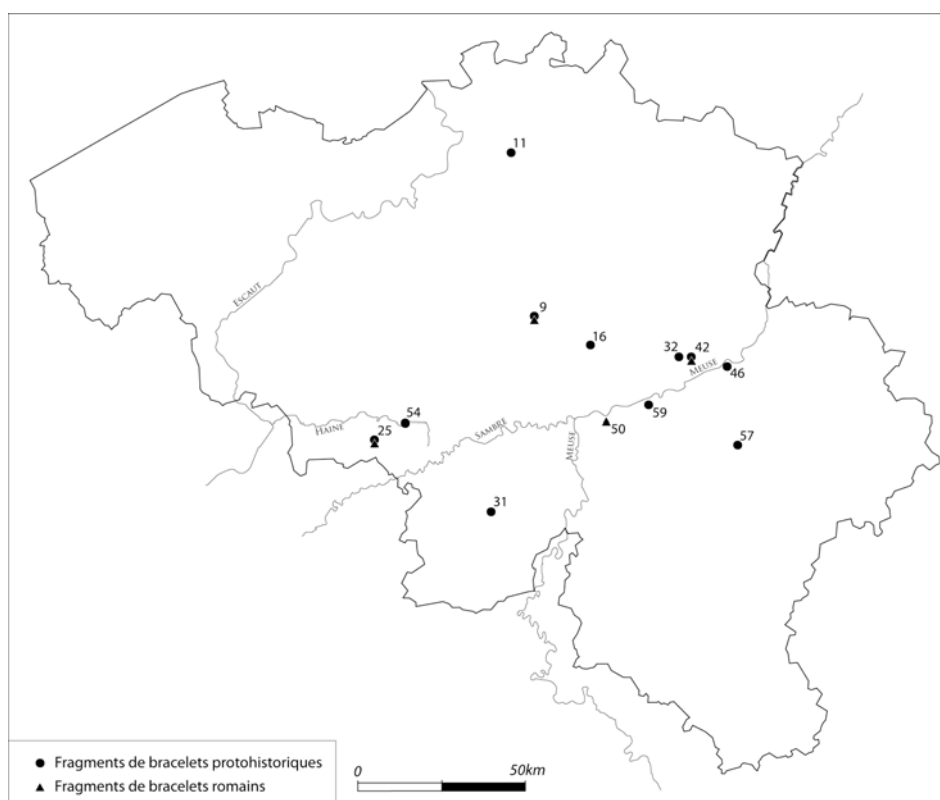 11
ESCAUT
9
16
32
42
MEUSE
46
59
54
HAINE
25
SAMBRE
MEUSE
50
57
31
Fragments de bracelets protohistoriques
Fragments de bracelets romains
0
50km